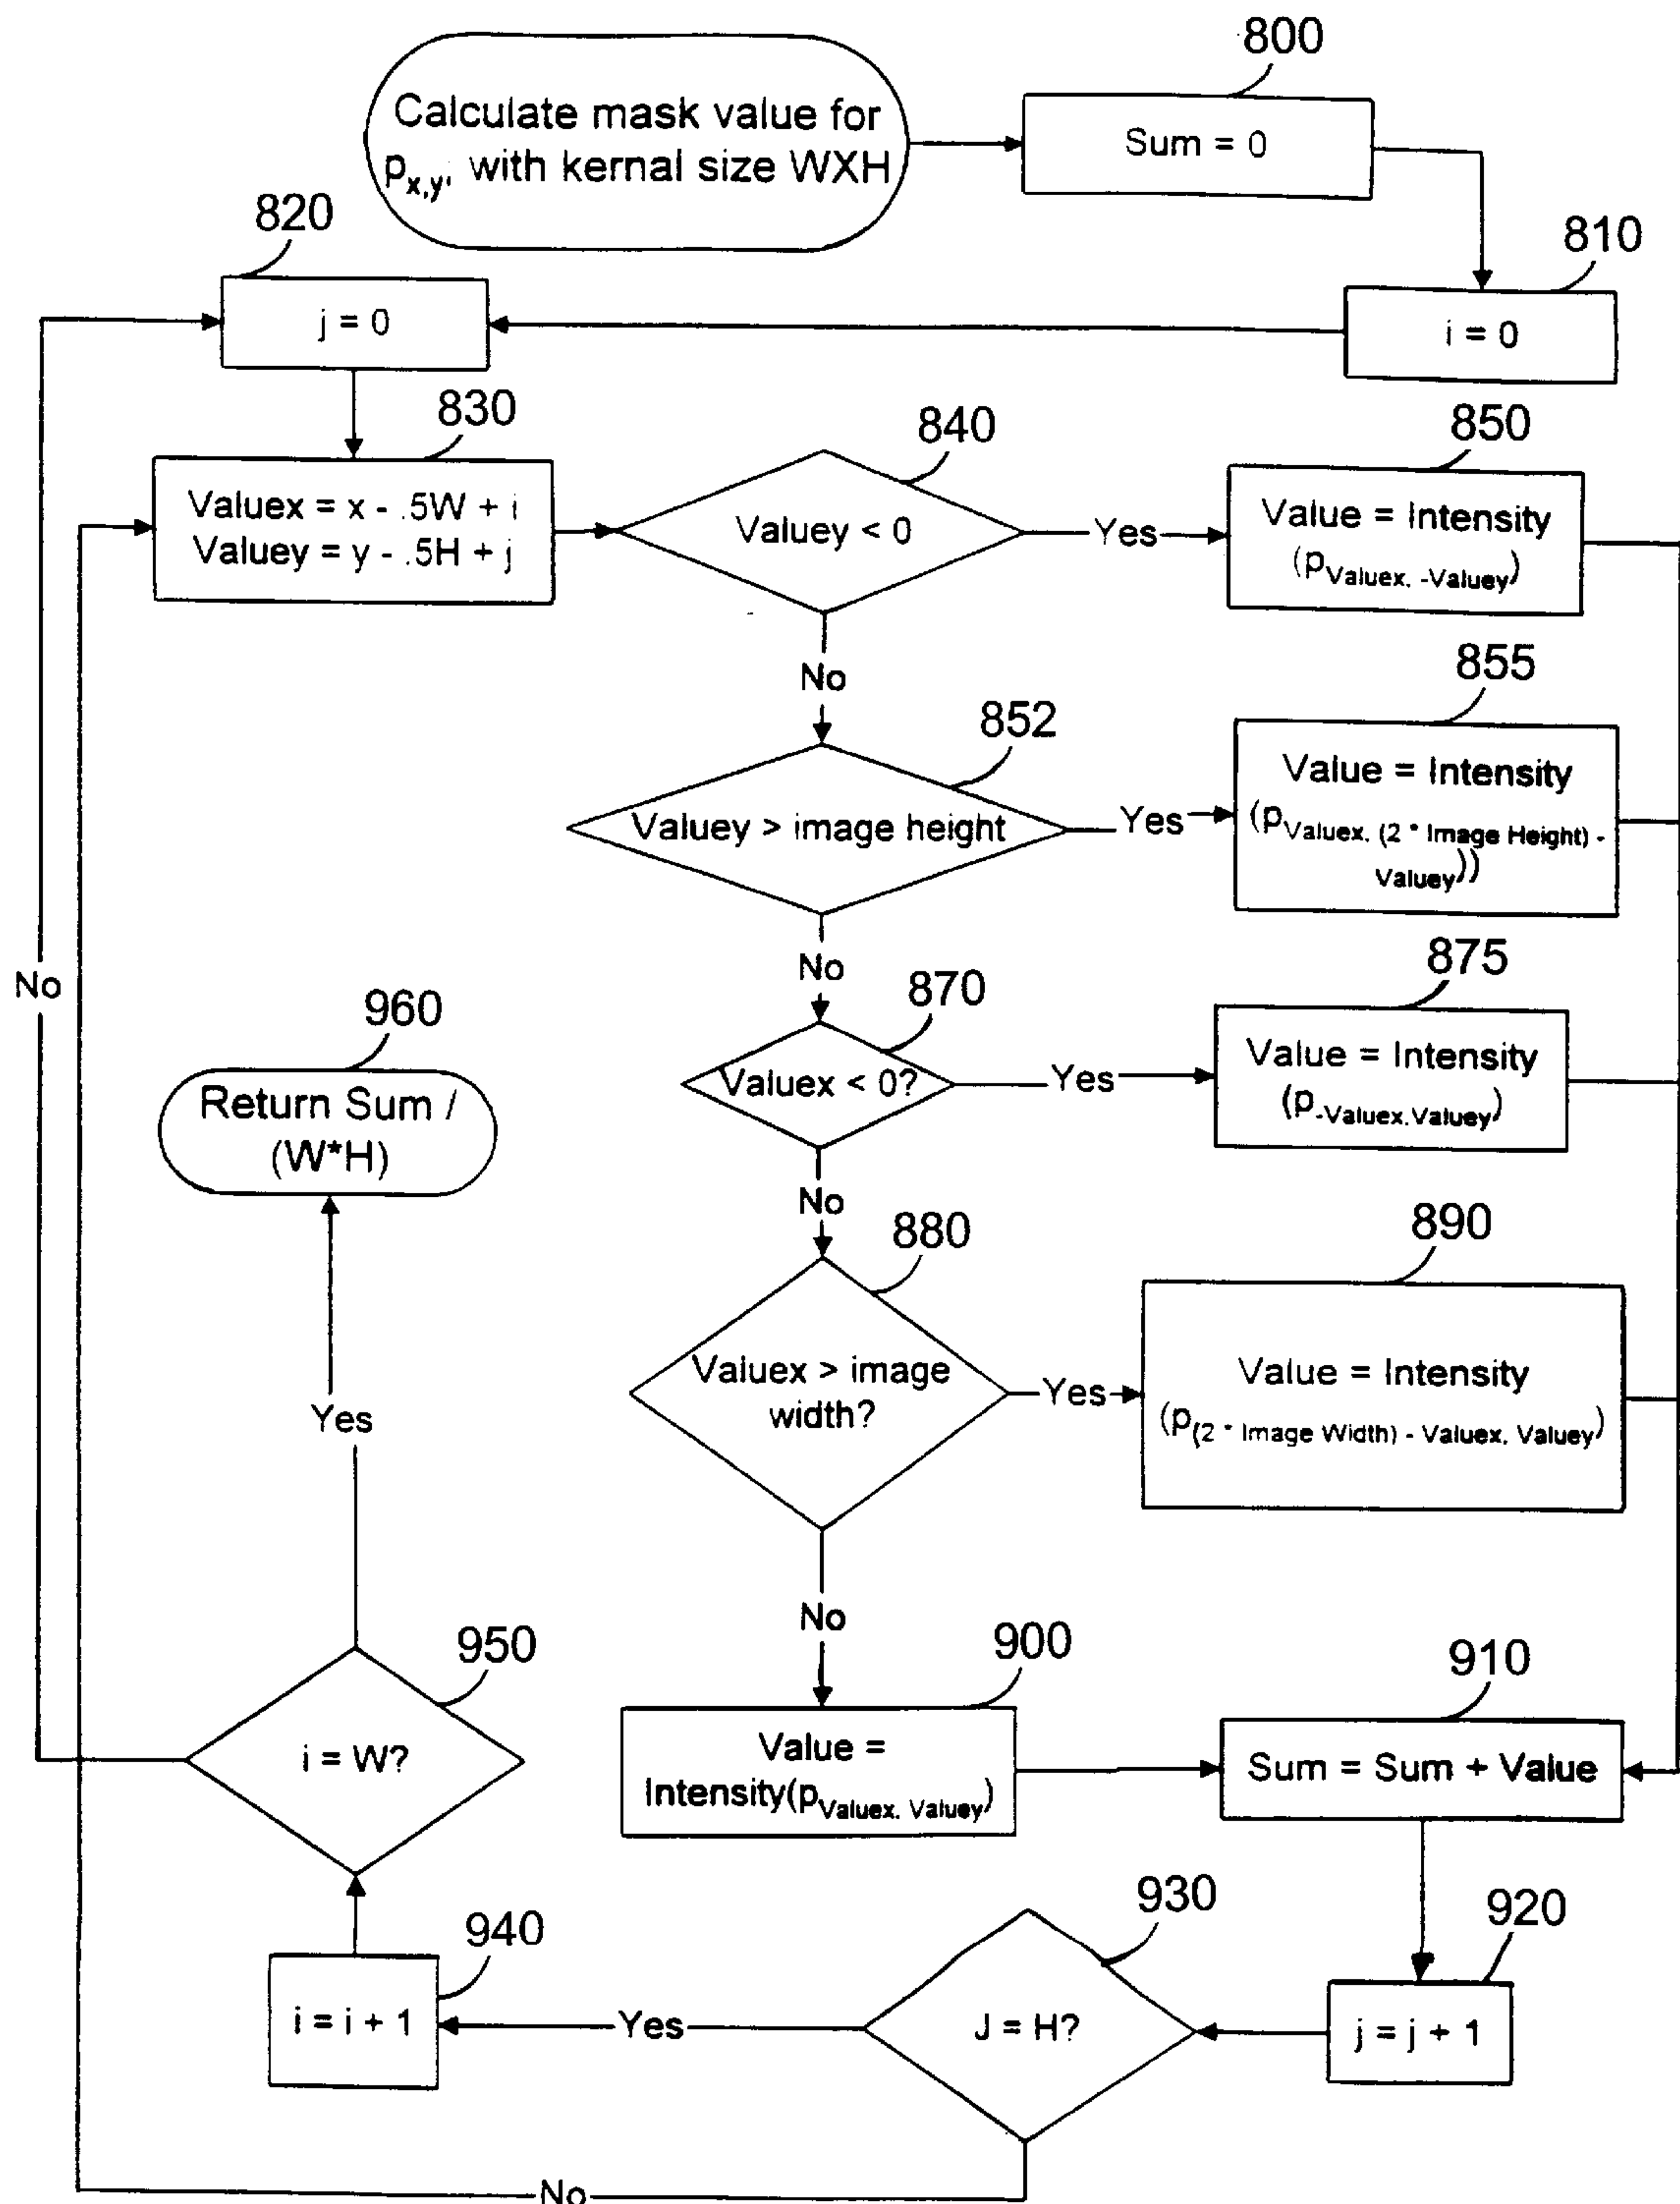 800
Calculate mask value for
px,y, with kernal size WXH
Sum = 0
820
810
j = 0
i = 0
830
840
850
Valuex = x - .5W + i
Valuey = y - .5H + j
Valuey < 0
Yes
Value = Intensity
(pValuex, -Valuey)
No
855
852
Valuey > image height
Yes
Value = Intensity
(pValuex, (2 * Image Height) -
Valuey))
No
No
870
875
960
Return Sum /
(W*H)
Valuex < 0?
Yes
Value = Intensity
(p-Valuex,Valuey)
No
880
890
Valuex > image
width?
Yes
Value = Intensity
(p(2 * Image Width) - Valuex, Valuey)
Yes
No
950
900
910
i = W?
Value =
Intensity(pValuex, Valuey)
Sum = Sum + Value
940
930
920
i = i + 1
Yes
J = H?
j = j + 1
No